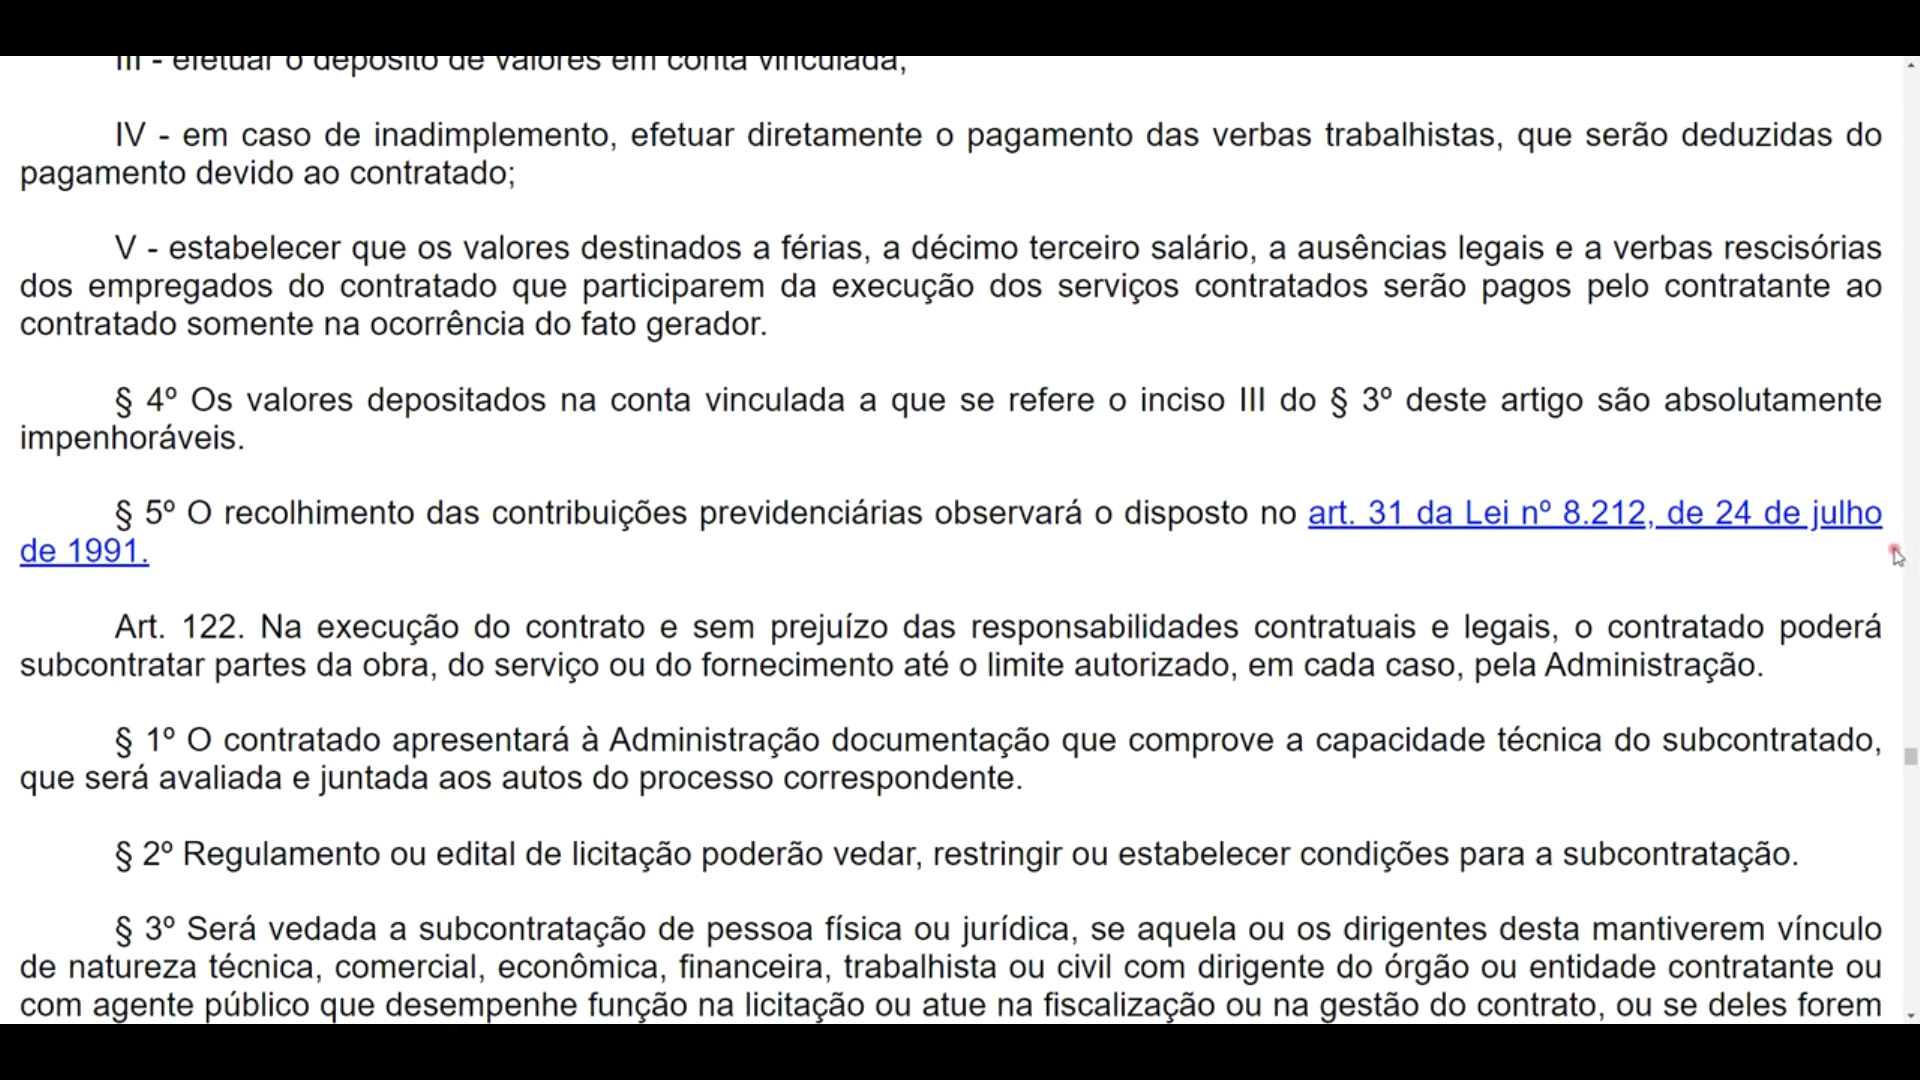 III - efetuar o depósito de valores em conta vinculada;
IV - em caso de inadimplemento, efetuar diretamente o pagamento das verbas trabalhistas, que serão deduzidas do
pagamento devido ao contratado;
V - estabelecer que os valores destinados a férias, a décimo terceiro salário, a ausências legais e a verbas rescisórias
dos empregados do contratado que participarem da execução dos serviços contratados serão pagos pelo contratante ao
contratado somente na ocorrência do fato gerador.
§ 4º Os valores depositados na conta vinculada a que se refere o inciso III do § 3º deste artigo são absolutamente
impenhoráveis.
§ 5º O recolhimento das contribuições previdenciárias observará o disposto no art. 31 da Lei nº 8.212, de 24 de julho
de 1991.
Art. 122. Na execução do contrato e sem prejuízo das responsabilidades contratuais e legais, o contratado poderá
subcontratar partes da obra, do serviço ou do fornecimento até o limite autorizado, em cada caso, pela Administração.
§ 1º O contratado apresentará à Administração documentação que comprove a capacidade técnica do subcontratado,
que será avaliada e juntada aos autos do processo correspondente.
§ 2º Regulamento ou edital de licitação poderão vedar, restringir ou estabelecer condições para a subcontratação.
§ 3º Será vedada a subcontratação de pessoa física ou jurídica, se aquela ou os dirigentes desta mantiverem vínculo
de natureza técnica, comercial, econômica, financeira, trabalhista ou civil com dirigente do órgão ou entidade contratante ou
com agente público que desempenhe função na licitação ou atue na fiscalização ou na gestão do contrato, ou se deles forem